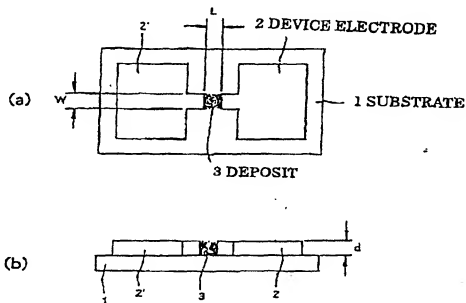 L
2'
2 DEVICE ELECTRODE
(a)
W
1 SUBSTRATE
3 DEPOSIT
(b)
d
1
2'
3
2